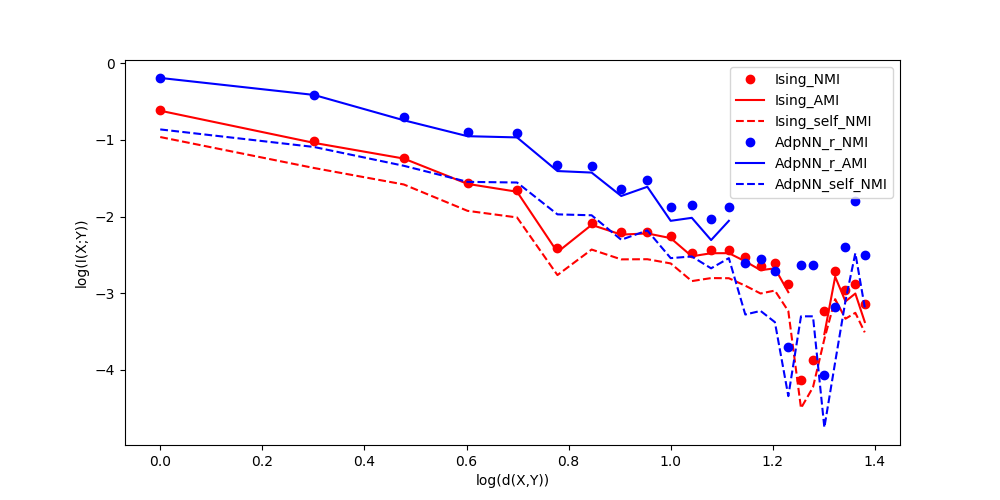 0
−1
−2
−3
−4
log(I(X;Y))
Ising_NMI
Ising_AMI
Ising_self_NMI
AdpNN_r_NMI
AdpNN_r_AMI
AdpNN_self_NMI
0.0 0.2 0.4 0.6 0.8 1.0 1.2 1.4
log(d(X,Y))